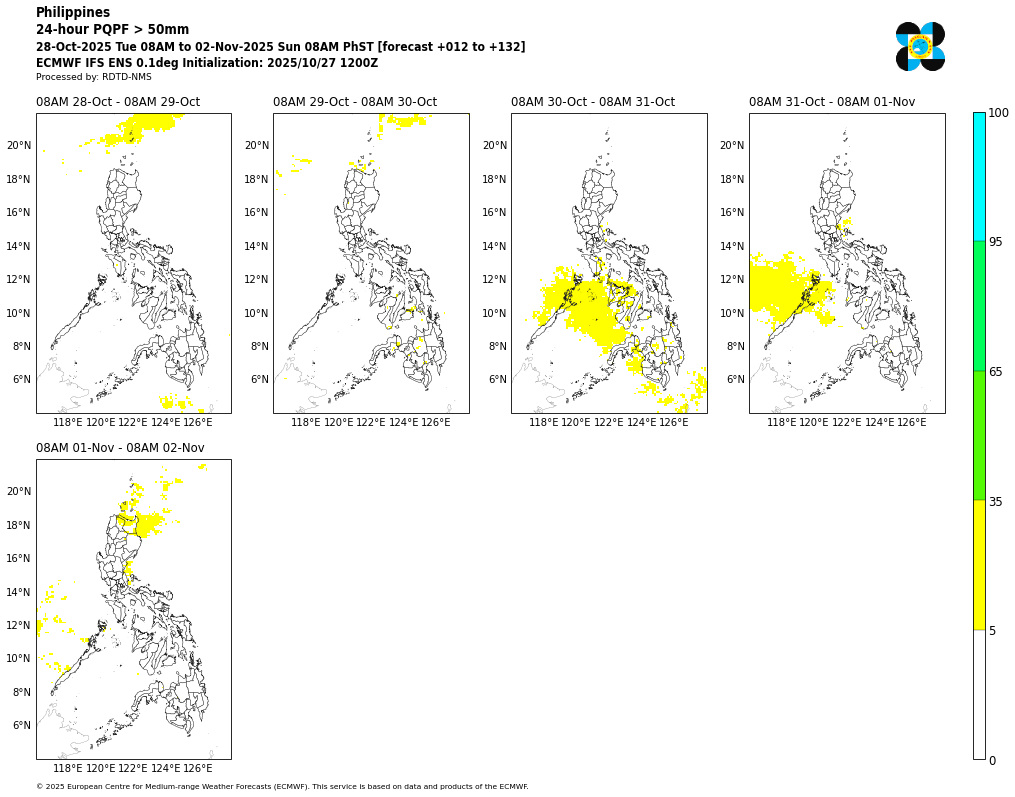 Philippines
24-hour PQPF > 50mm
28-Oct-2025 Tue 08AM to 02-Nov-2025 Sun 08AM PhST [forecast +012 to +132]
ECMWF IFS ENS 0.1deg Initialization: 2025/10/27 1200Z
Processed by: RDTD-NMS
08AM 28-Oct - 08AM 29-Oct
20°N
18°N
16°N
14°N
12°N
10°N
8°N
6°N
118°E 120°E 122°E 124°E 126°E
08AM 29-Oct - 08AM 30-Oct
20°N
18°N
16°N
14°N
12°N
10°N
8°N
6°N
118°E 120°E 122°E 124°E 126°E
08AM 30-Oct - 08AM 31-Oct
20°N
18°N
16°N
14°N
12°N
10°N
8°N
6°N
118°E 120°E 122°E 124°E 126°E
08AM 31-Oct - 08AM 01-Nov
20°N
18°N
16°N
14°N
12°N
10°N
8°N
6°N
118°E 120°E 122°E 124°E 126°E
100
95
65
35
5
0
08AM 01-Nov - 08AM 02-Nov
20°N
18°N
16°N
14°N
12°N
10°N
8°N
6°N
118°E 120°E 122°E 124°E 126°E
© 2025 European Centre for Medium-range Weather Forecasts (ECMWF). This service is based on data and products of the ECMWF.